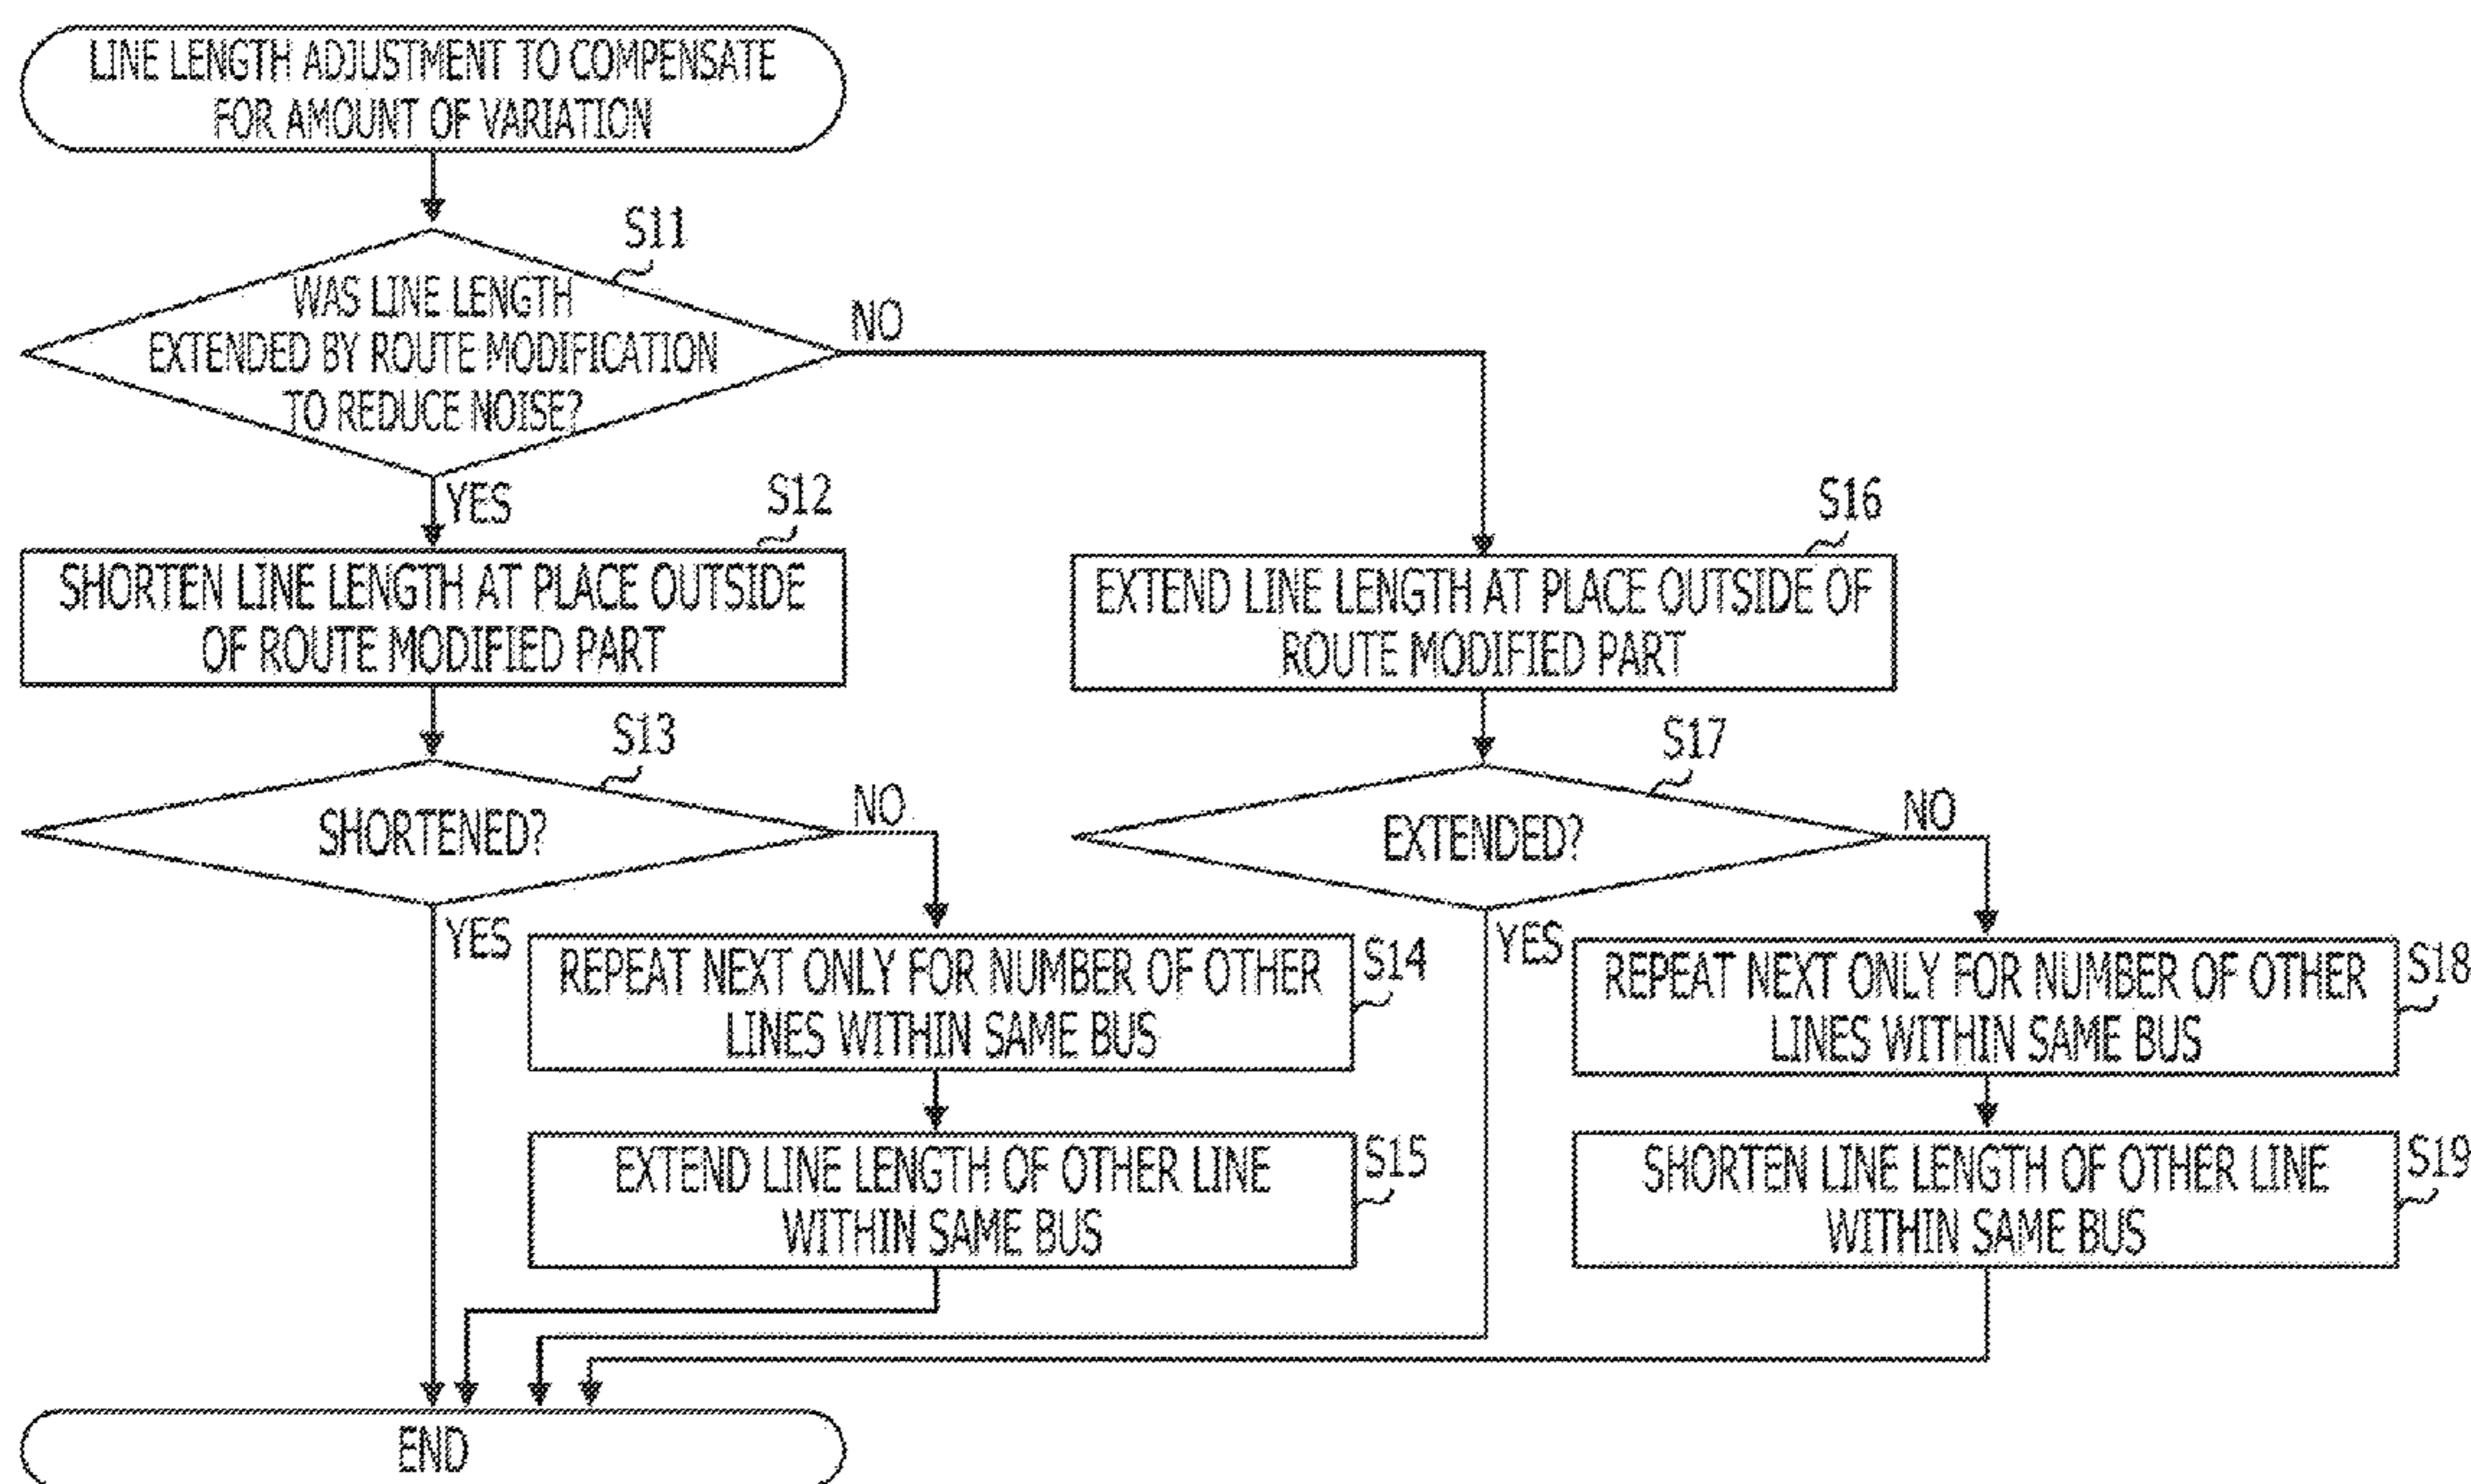 LINE LENGTH ADJUSTMENT TO COMPENSATE
FOR AMOUNT OF VARIATION
S11
WAS LINE LENGTH
EXTENDED BY ROUTE MODIFICATION
TO REDUCE NOISE?
NO
YES
S12
SHORTEN LINE LENGTH AT PLACE OUTSIDE
OF ROUTE MODIFIED PART
S13
SHORTENED?
NO
YES
S14
REPEAT NEXT ONLY FOR NUMBER OF OTHER
LINES WITHIN SAME BUS
S15
EXTEND LINE LENGTH OF OTHER LINE
WITHIN SAME BUS
S16
EXTEND LINE LENGTH AT PLACE OUTSIDE OF
ROUTE MODIFIED PART
S17
EXTENDED?
NO
YES
S18
REPEAT NEXT ONLY FOR NUMBER OF OTHER
LINES WITHIN SAME BUS
S19
SHORTEN LINE LENGTH OF OTHER LINE
WITHIN SAME BUS
END